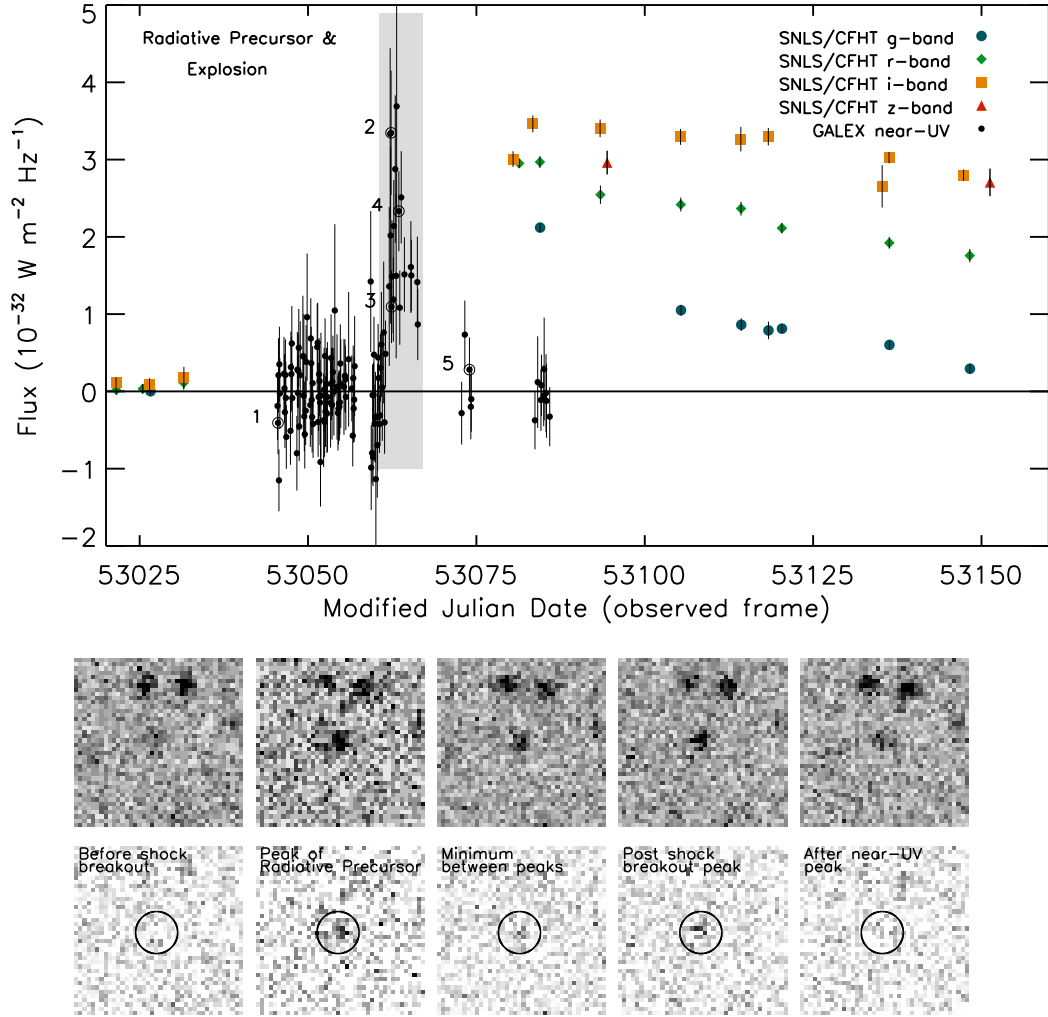 5
4
3
2
1
0
−1
−2
Flux (10⁻³² W m⁻² Hz⁻¹)
Radiative Precursor &
Explosion
SNLS/CFHT g-band
SNLS/CFHT r-band
SNLS/CFHT i-band
SNLS/CFHT z-band
GALEX near-UV
2
4
3
5
1
53025 53050 53075 53100 53125 53150
Modified Julian Date (observed frame)
Before shock
breakout
Peak of
Radiative Precursor
Minimum
between peaks
Post shock
breakout peak
After near-UV
peak